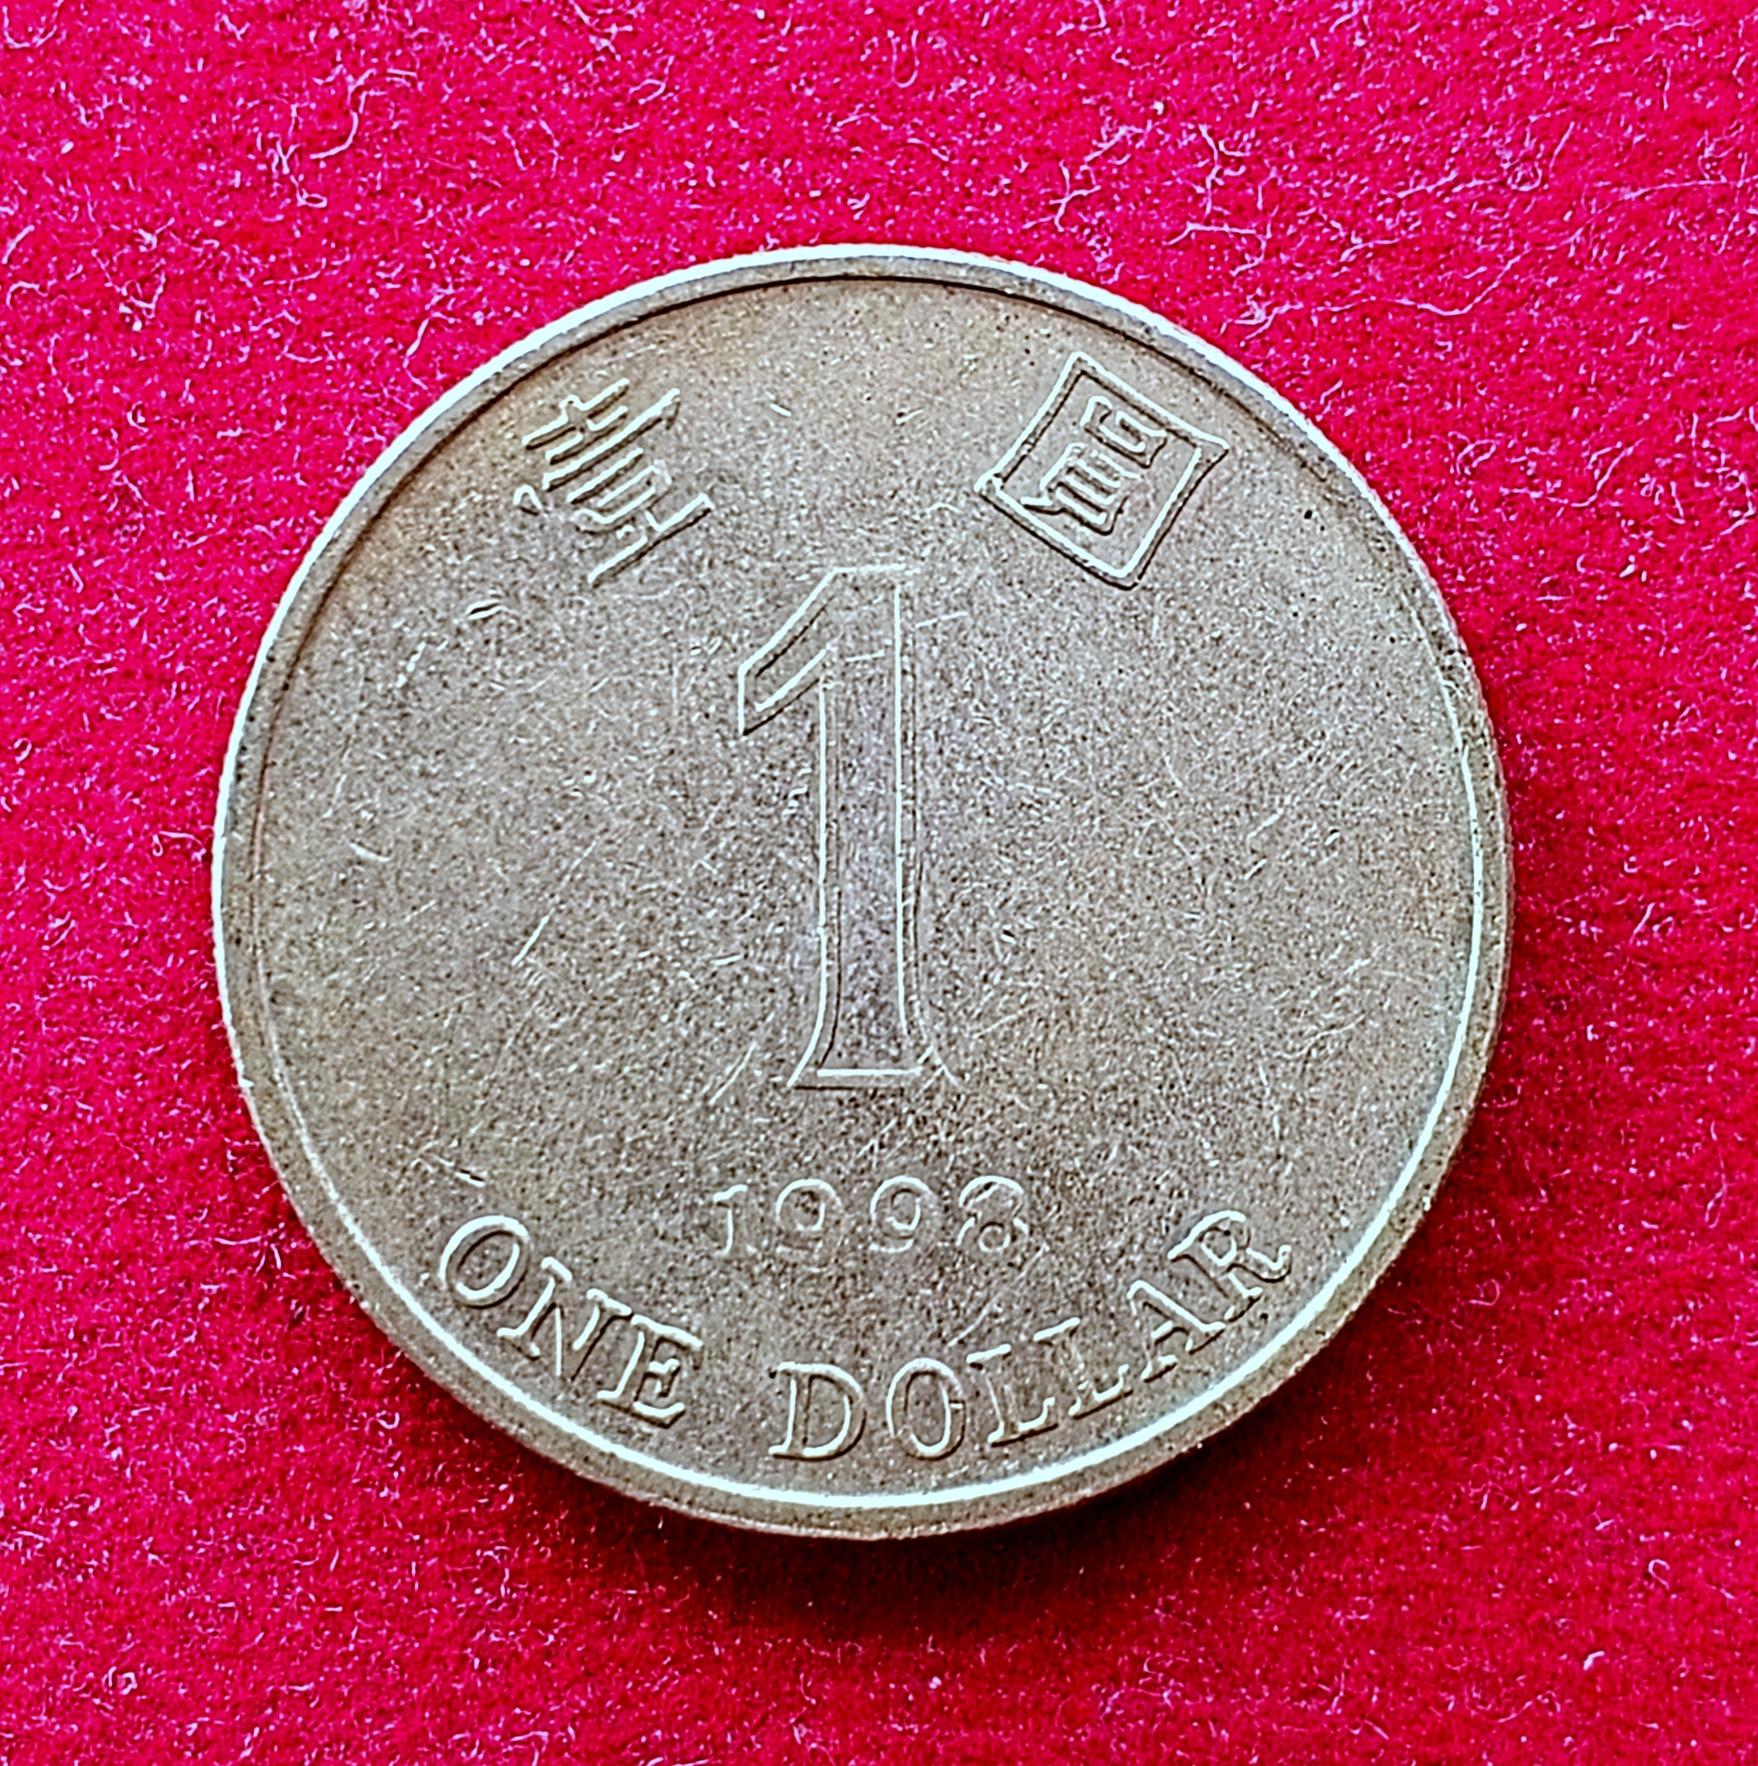 壹 圓
1
1998
ONE DOLLAR